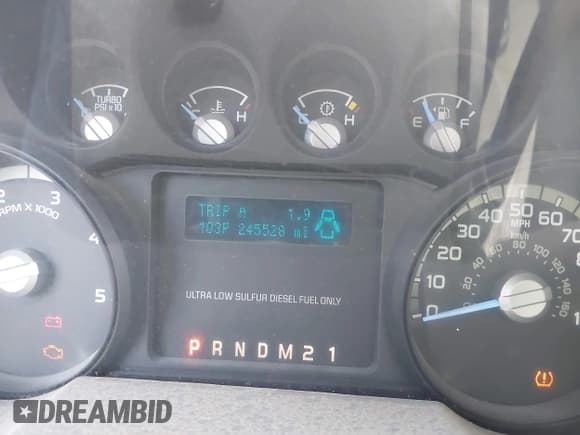 TURBO
PSI x 10
H
H
E
F
2
3
4
5
RPM X 1000
TRIP A 1.9
103F 245528 mi
ULTRA LOW SULFUR DIESEL FUEL ONLY
P R N D M 2 1
0
10
20
30
40
50
60
70
MPH
km/h
DREAMBID